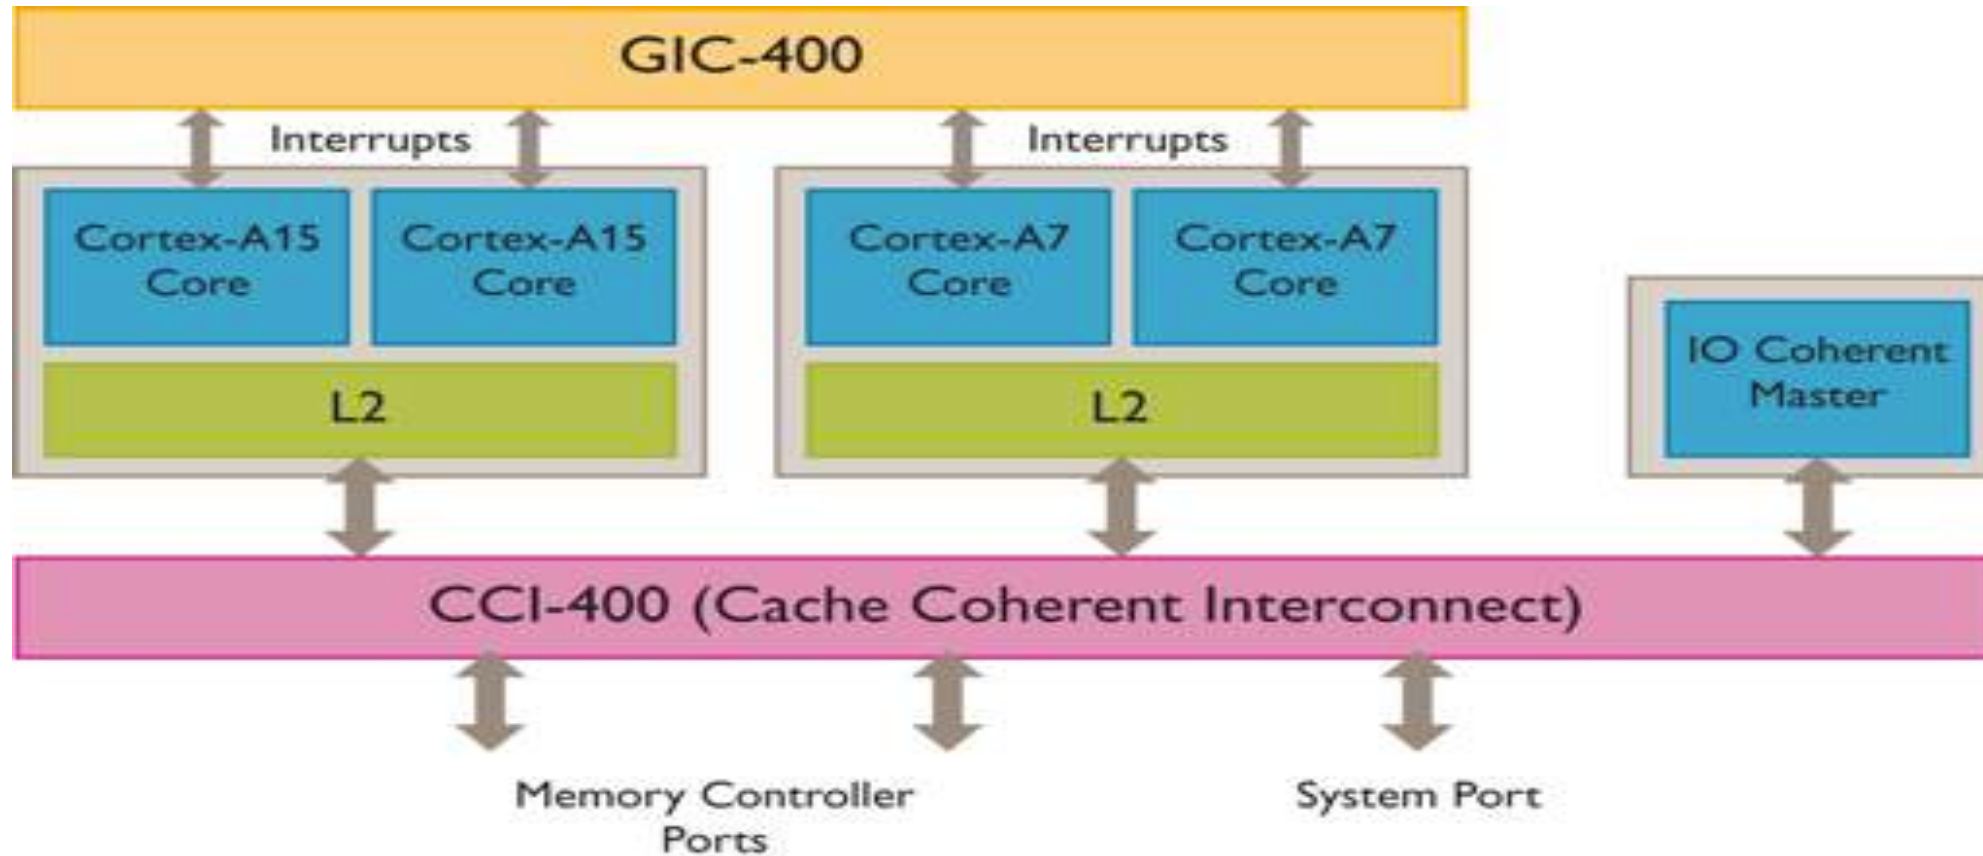 GIC-400
Interrupts
Interrupts
Cortex-A15
Core
Cortex-A15
Core
Cortex-A7
Core
Cortex-A7
Core
L2
L2
IO Coherent
Master
CCI-400 (Cache Coherent Interconnect)
Memory Controller
Ports
System Port